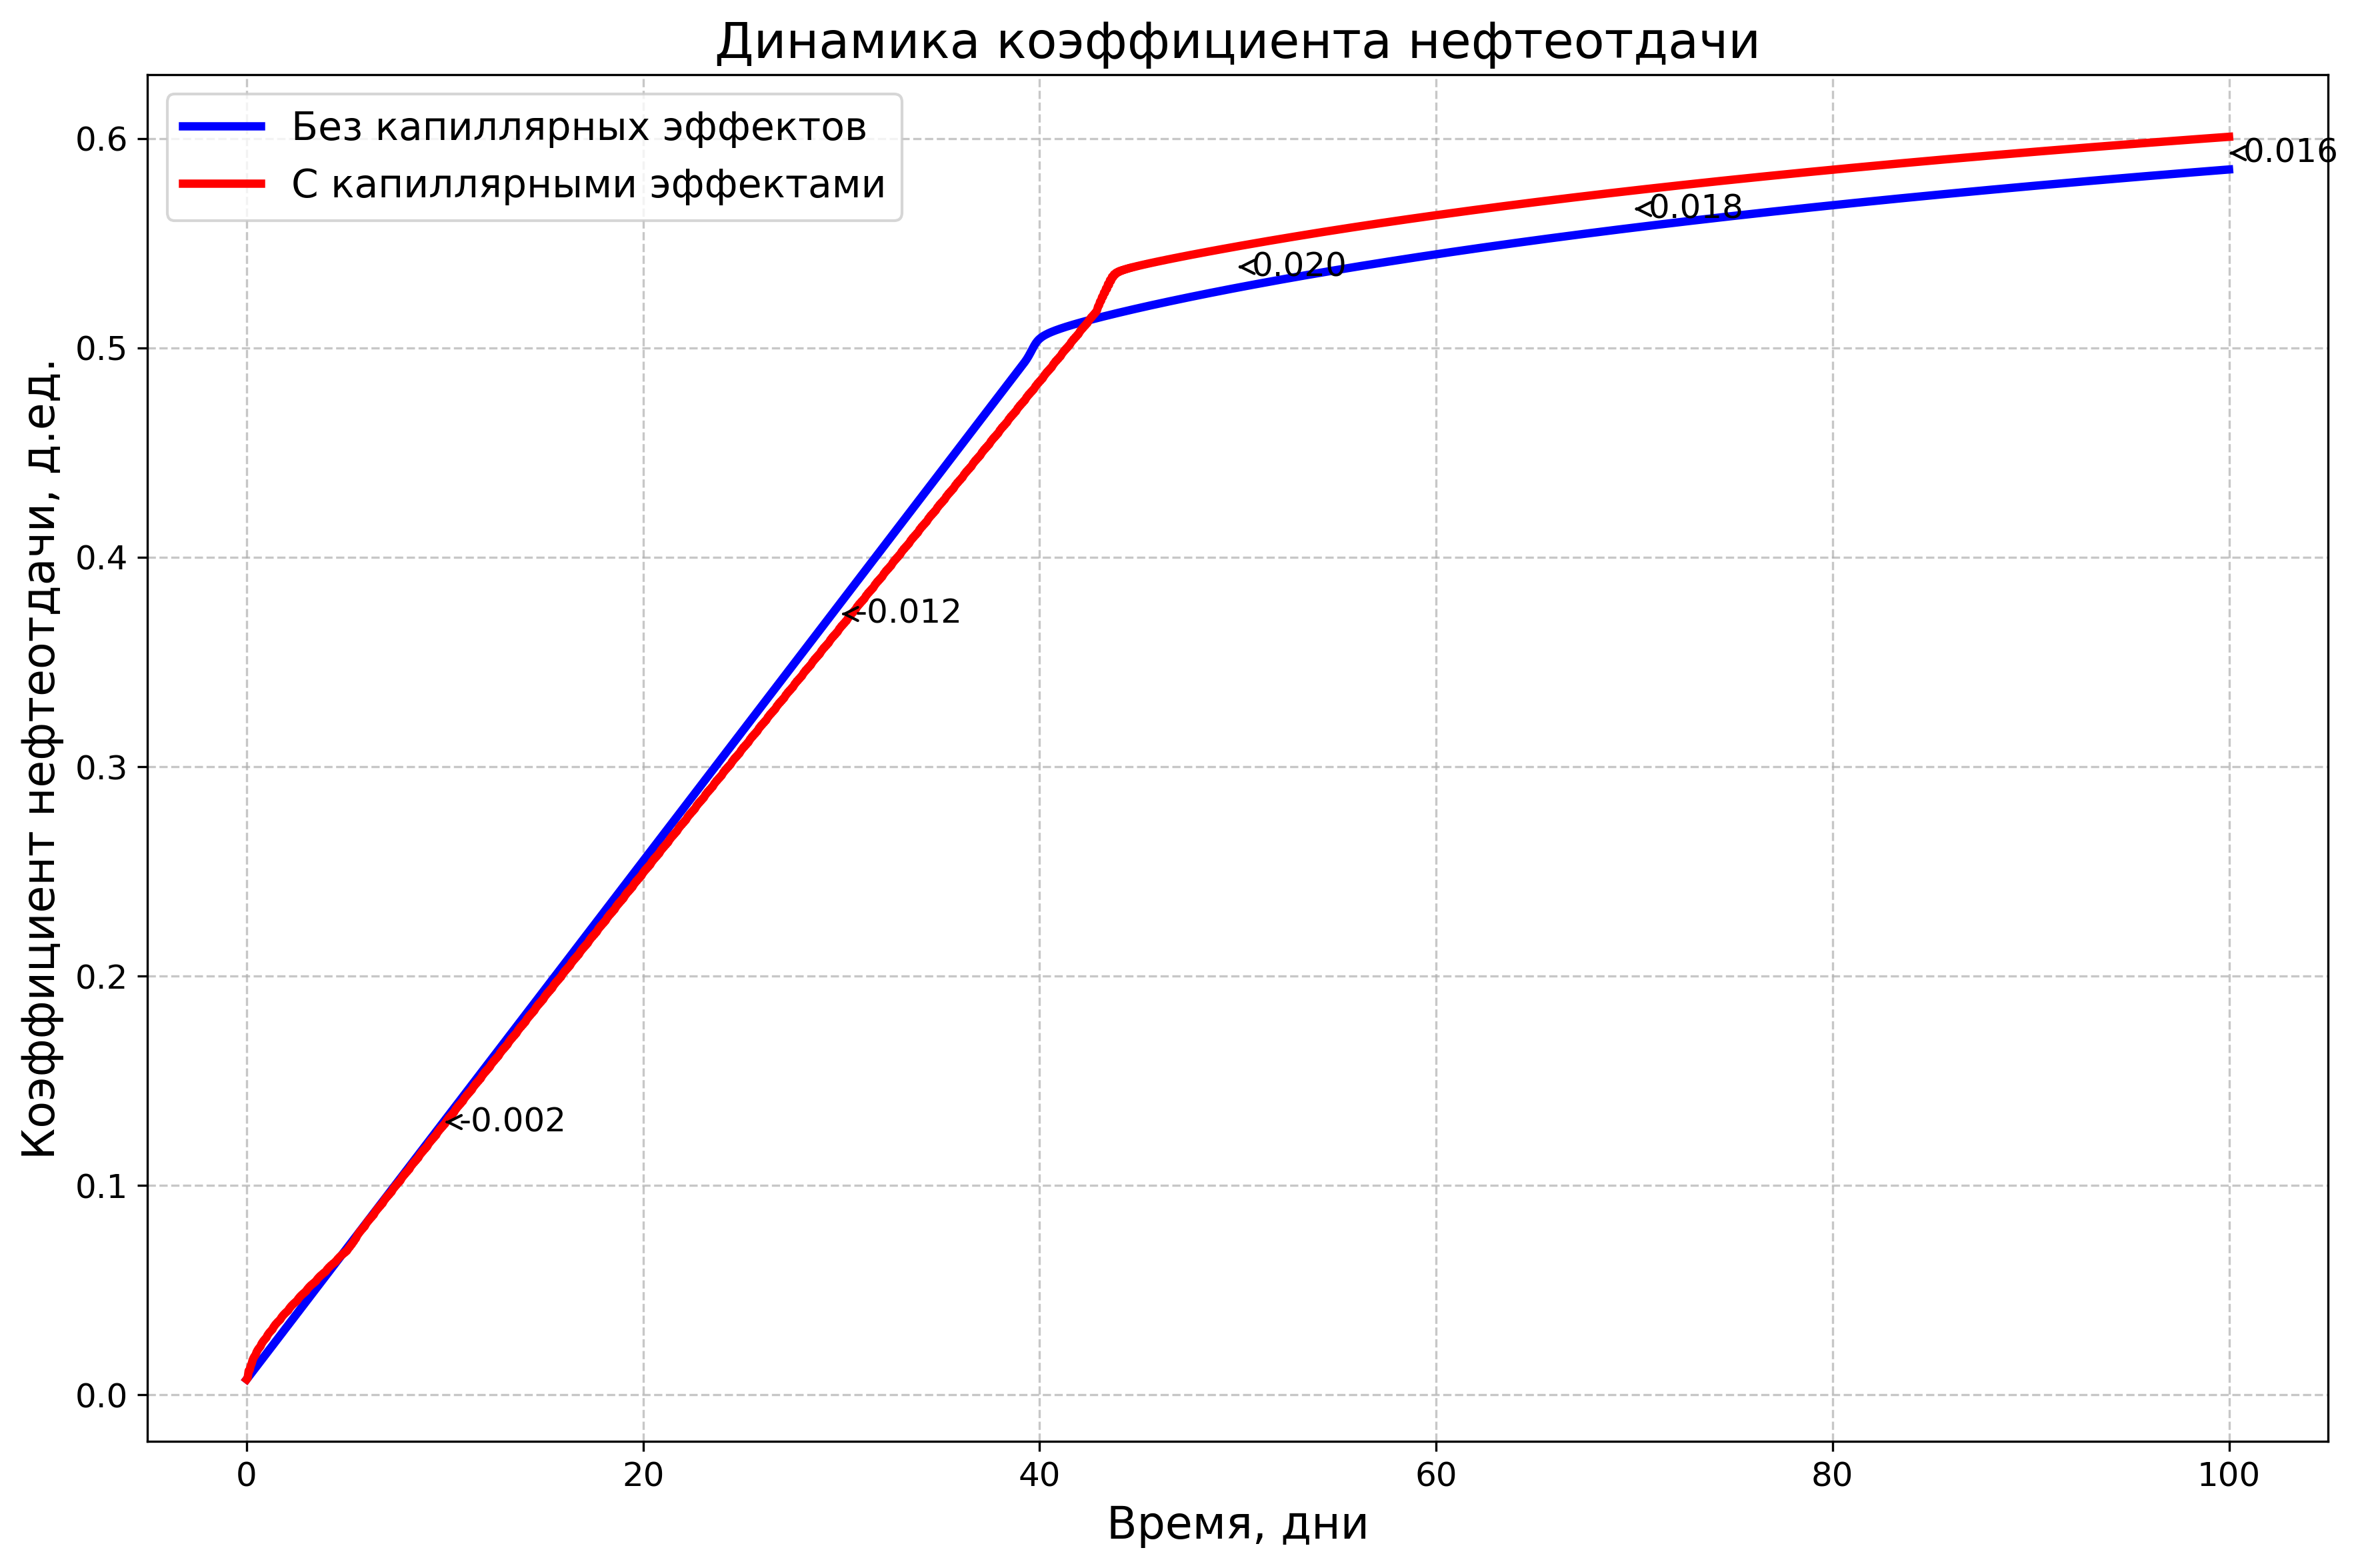 Динамика коэффициента нефтеотдачи
Без капиллярных эффектов
С капиллярными эффектами
Коэффициент нефтеотдачи, д.ед.
0.6
0.5
0.4
0.3
0.2
0.1
0.0
0.016
0.018
0.020
-0.012
-0.002
0 20 40 60 80 100
Время, дни